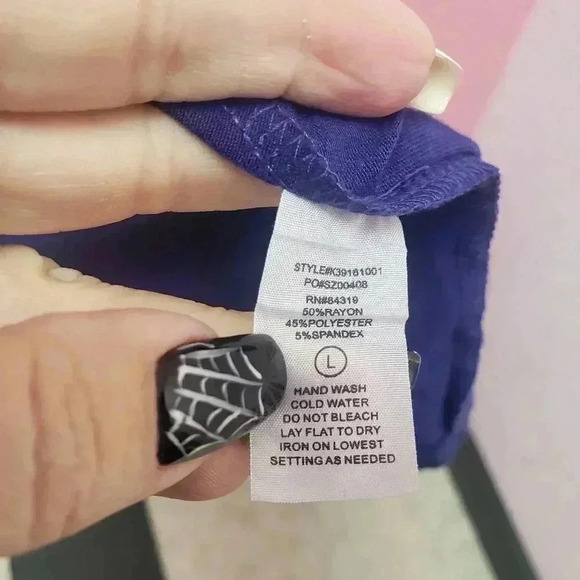 STYLE#K39161001
PO#SZ00408
RN#84319
50%RAYON
45%POLYESTER
5%SPANDEX
L
HAND WASH
COLD WATER
DO NOT BLEACH
LAY FLAT TO DRY
IRON ON LOWEST
SETTING AS NEEDED